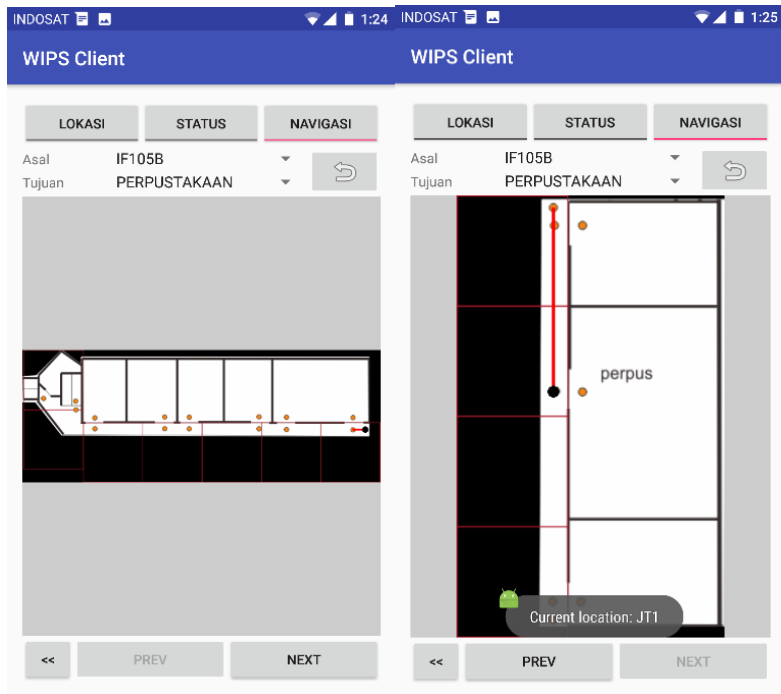 INDOSAT 1:24
WIPS Client
LOKASI STATUS NAVIGASI
Asal IF105B
Tujuan PERPUSTAKAAN
<< PREV NEXT
INDOSAT 1:25
WIPS Client
LOKASI STATUS NAVIGASI
Asal IF105B
Tujuan PERPUSTAKAAN
perpus
Current location: JT1
<< PREV NEXT